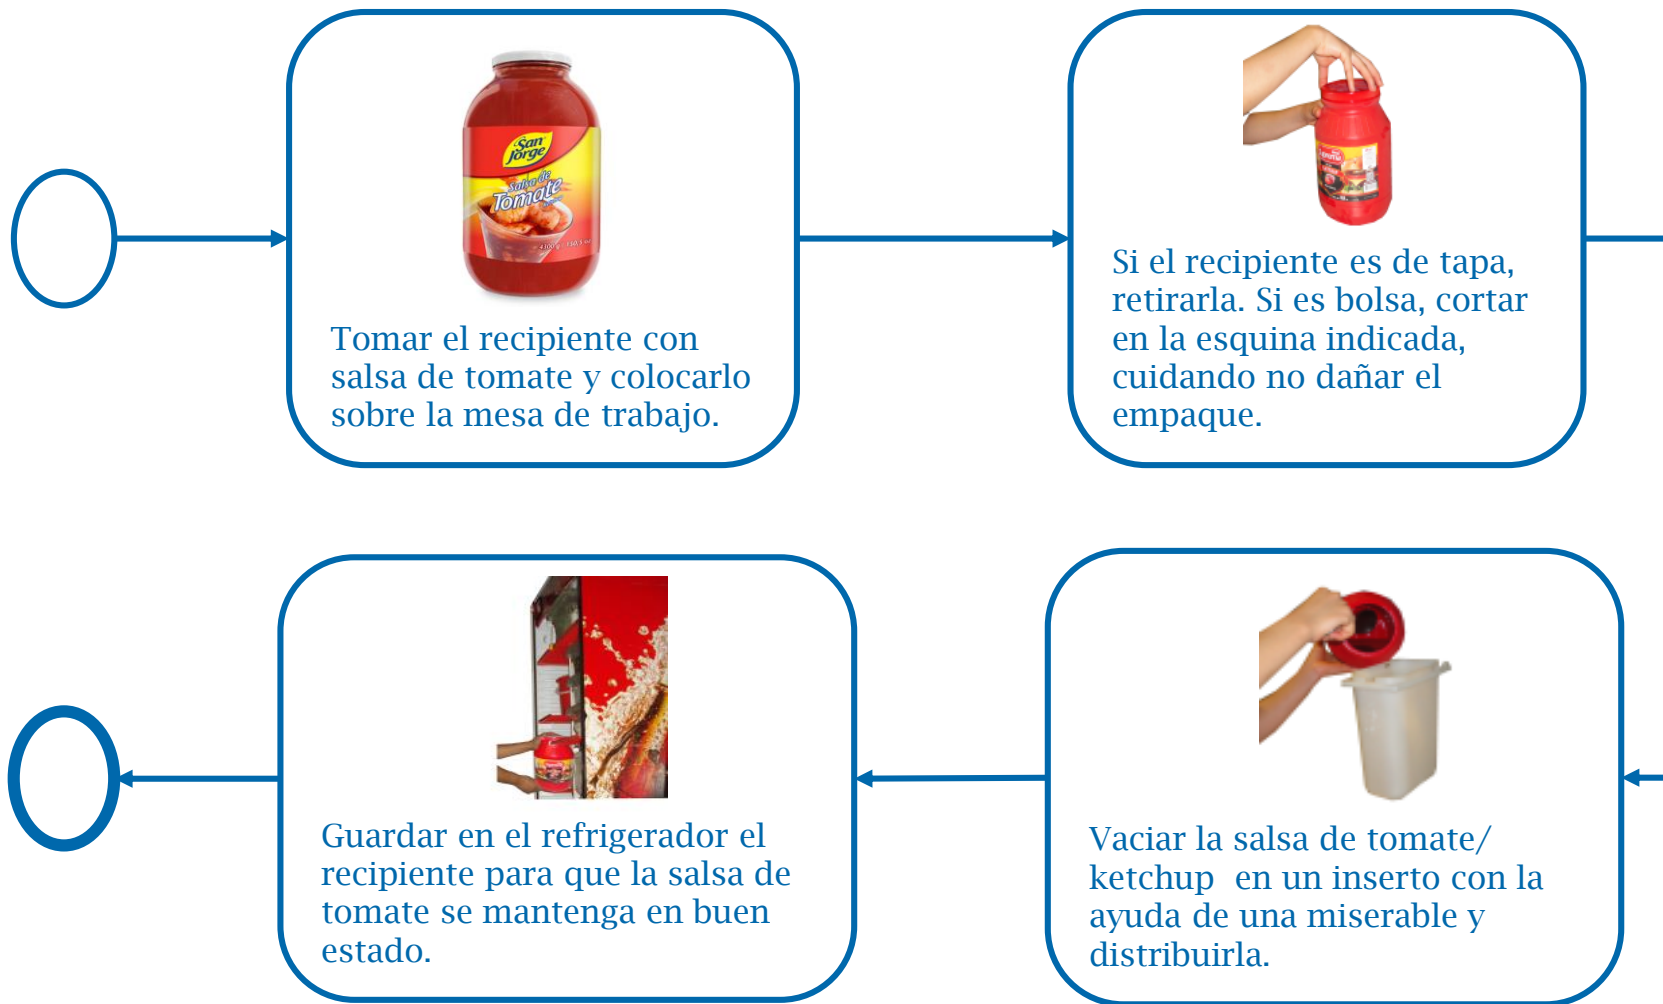 San
Jorge
Salsa de
Tomate
Tomar el recipiente con
salsa de tomate y colocarlo
sobre la mesa de trabajo.
Si el recipiente es de tapa,
retirarla. Si es bolsa, cortar
en la esquina indicada,
cuidando no dañar el
empaque.
Guardar en el refrigerador el
recipiente para que la salsa de
tomate se mantenga en buen
estado.
Vaciar la salsa de tomate/
ketchup en un inserto con la
ayuda de una miserable y
distribuirla.